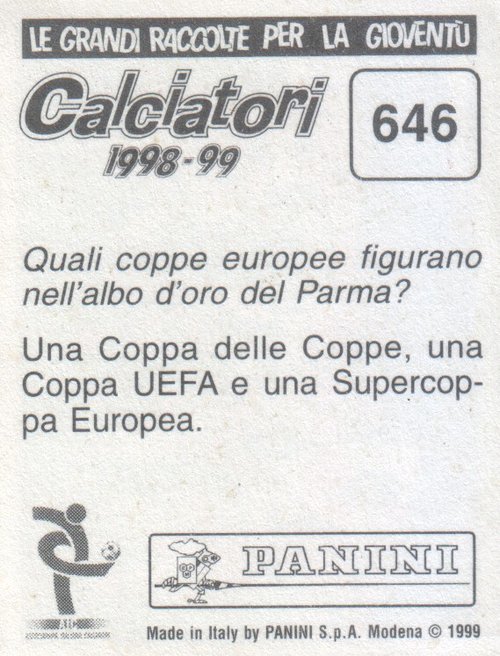 LE GRANDI RACCOLTE PER LA GIOVENTÙ
Calciatori
1998-99
646
Quali coppe europee figurano
nell'albo d'oro del Parma?
Una Coppa delle Coppe, una
Coppa UEFA e una Supercop-
pa Europea.
AIC
PANINI
Made in Italy by PANINI S.p.A. Modena © 1999